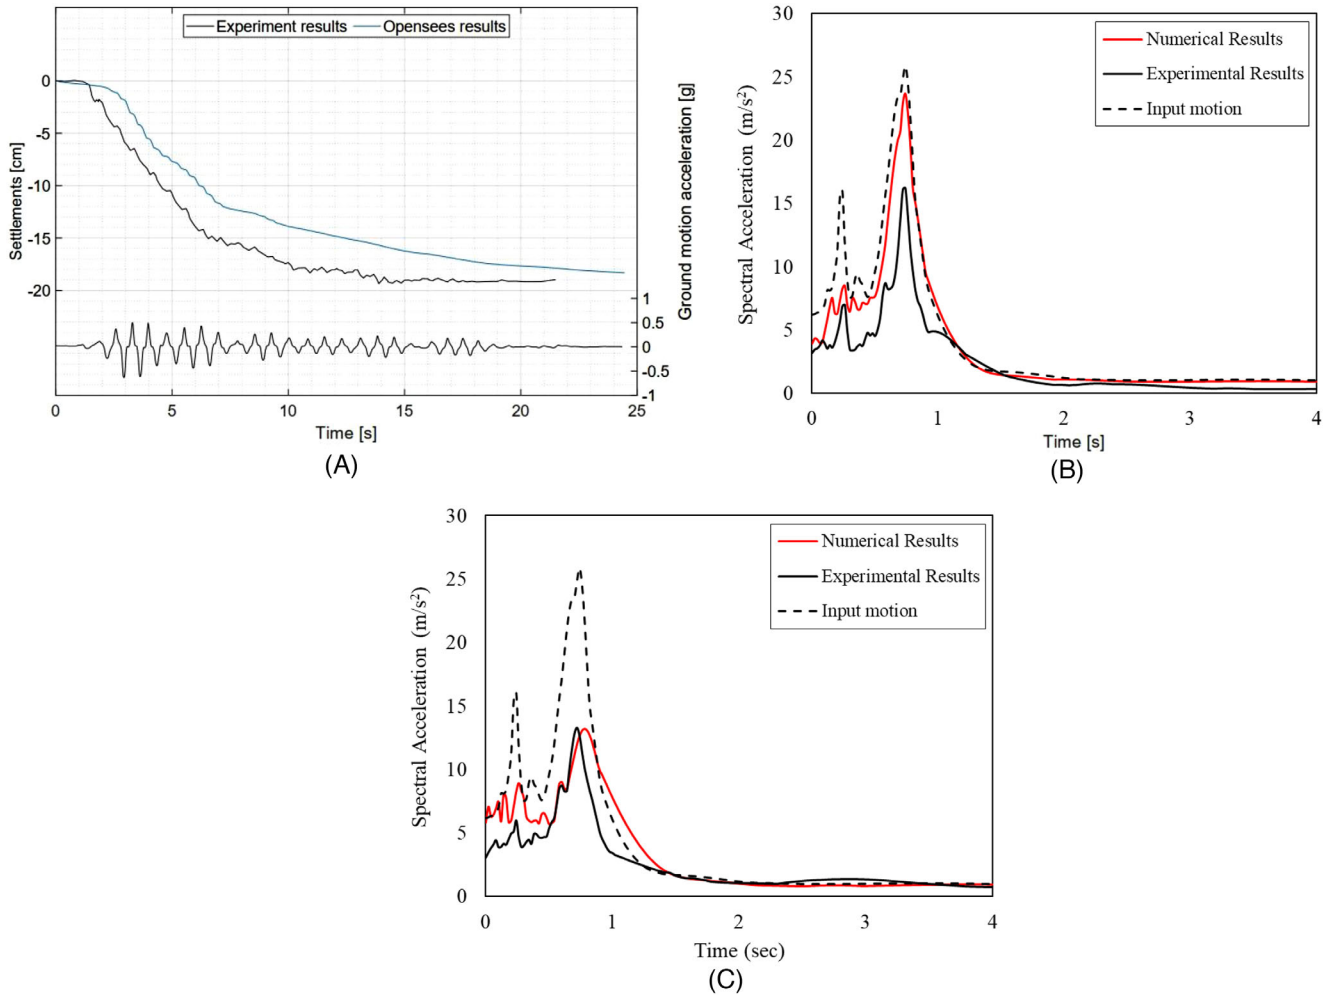 Experiment results Opensees results
0
-5
-10
-15
-20
Settlements [cm]
1
0.5
0
-0.5
-1
Ground motion acceleration [g]
0 5 10 15 20 25
Time [s]
(A)
Numerical Results
Experimental Results
Input motion
30
25
20
15
10
5
0
Spectral Acceleration (m/s²)
0 1 2 3 4
Time [s]
(B)
Numerical Results
Experimental Results
Input motion
30
25
20
15
10
5
0
Spectral Acceleration (m/s²)
0 1 2 3 4
Time (sec)
(C)